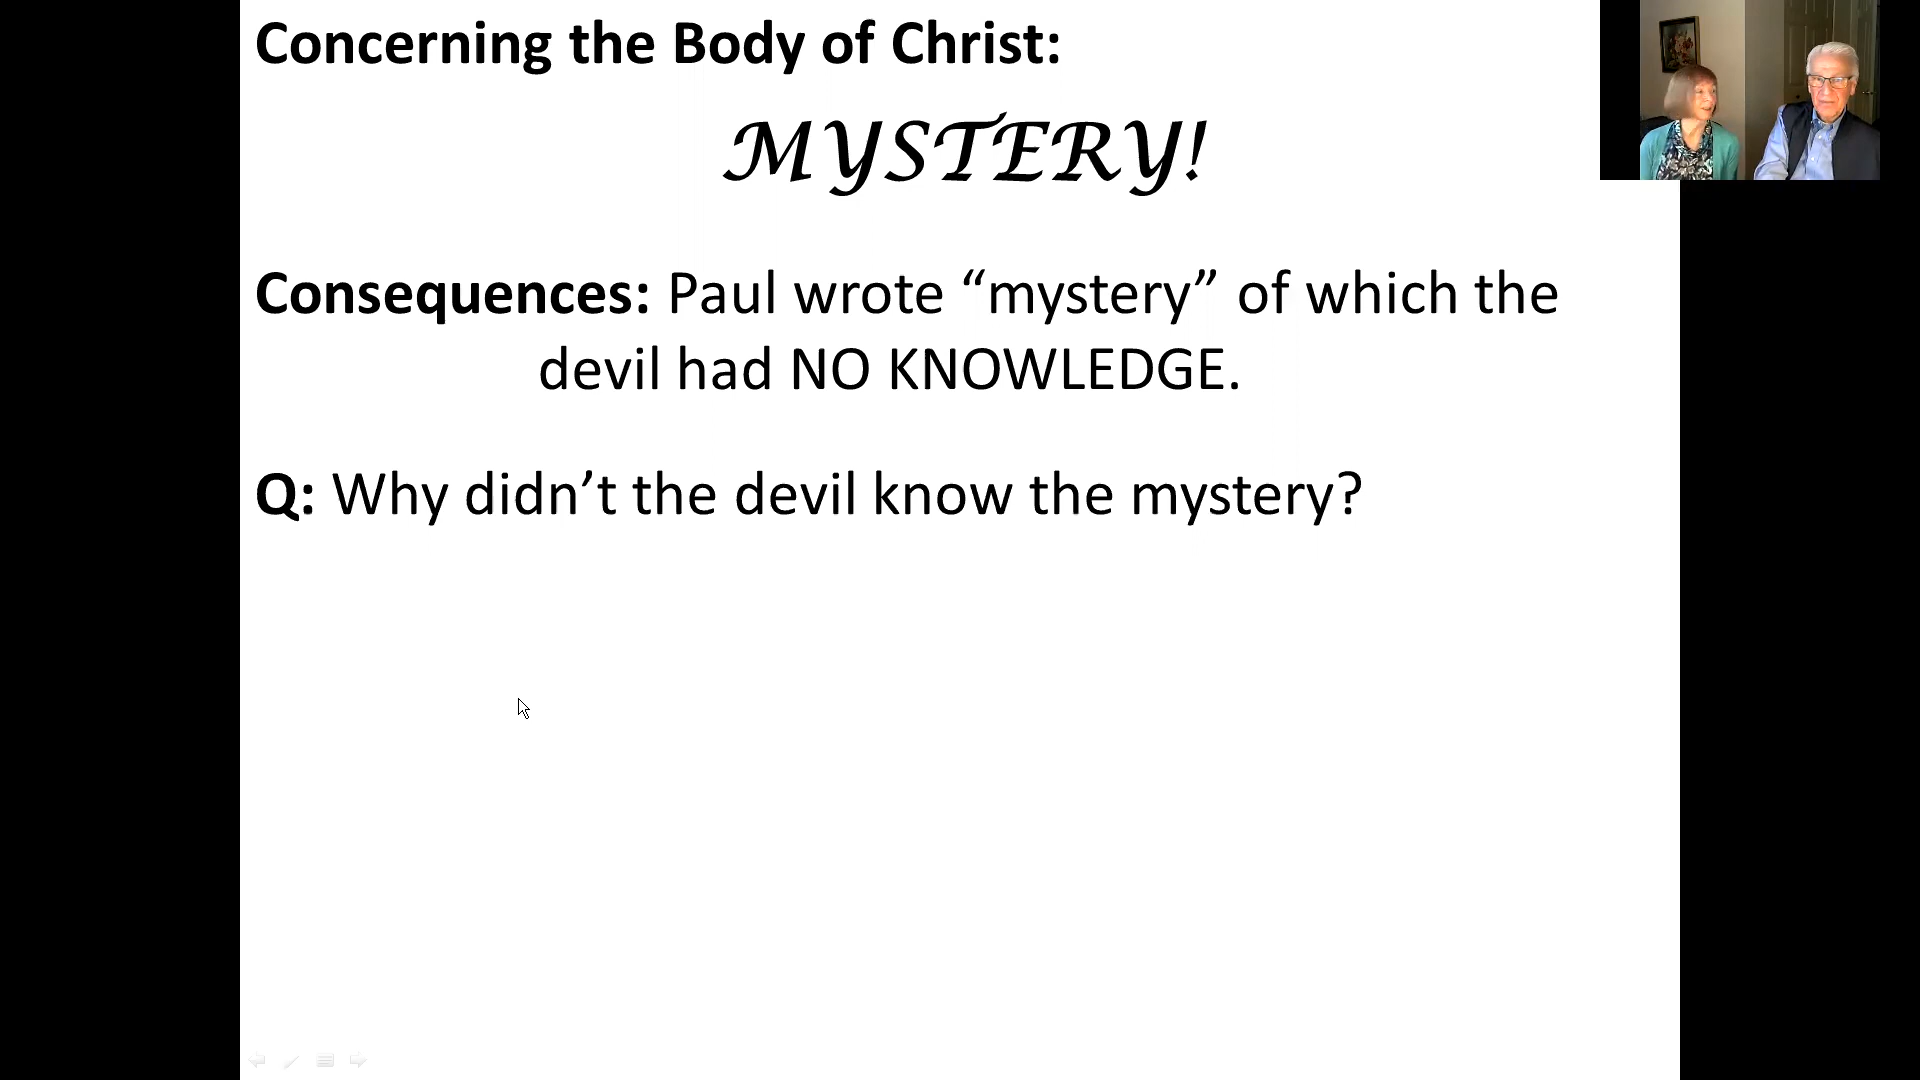 Concerning the Body of Christ:
MYSTERY!
Consequences: Paul wrote “mystery” of which the
devil had NO KNOWLEDGE.
Q: Why didn’t the devil know the mystery?